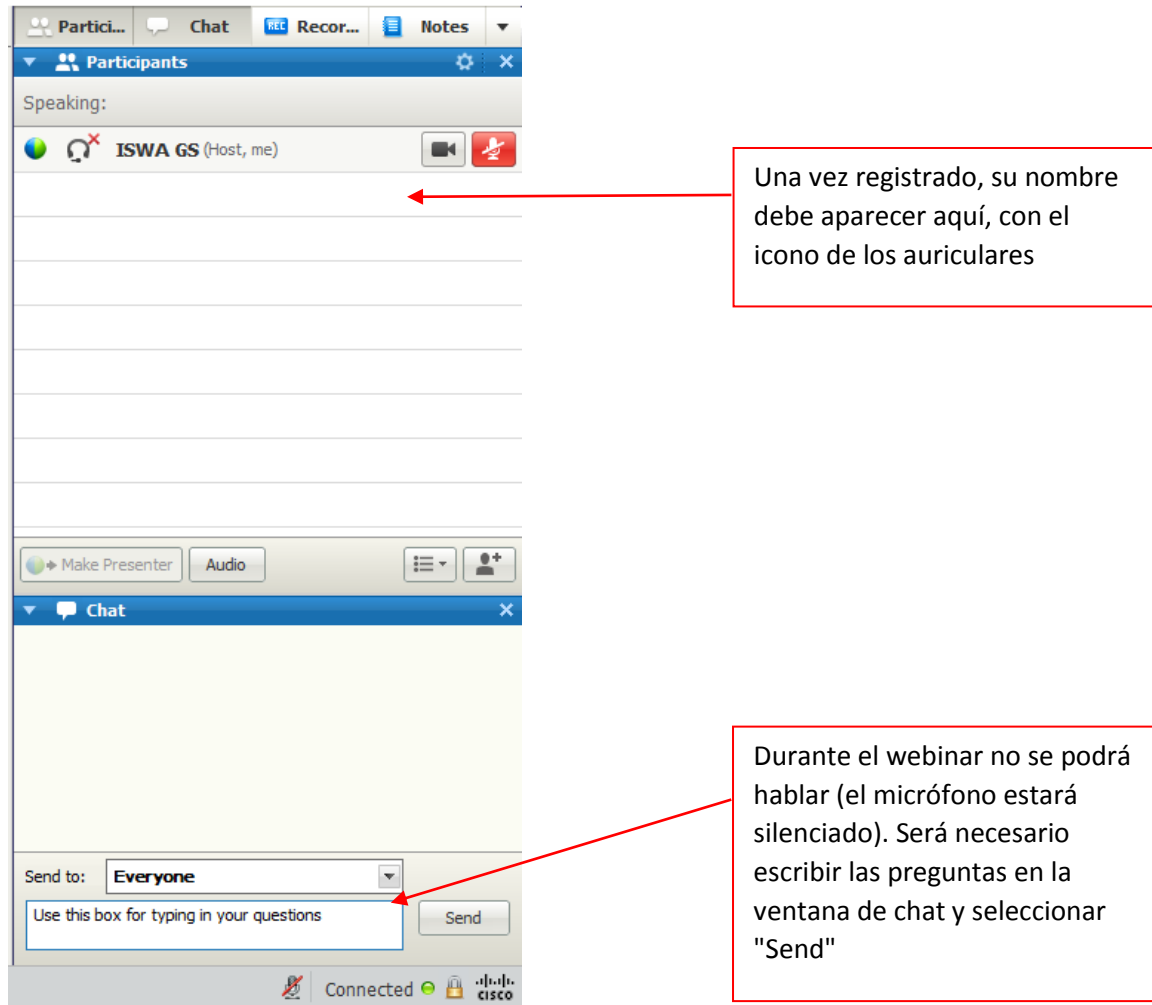 Partici... Chat REC Recor... Notes
Participants
Speaking:
ISWA GS (Host, me)
Una vez registrado, su nombre
debe aparecer aquí, con el
icono de los auriculares
Make Presenter Audio
Chat
Durante el webinar no se podrá
hablar (el micrófono estará
silenciado). Será necesario
escribir las preguntas en la
ventana de chat y seleccionar
"Send"
Send to: Everyone
Use this box for typing in your questions Send
Connected CISCO